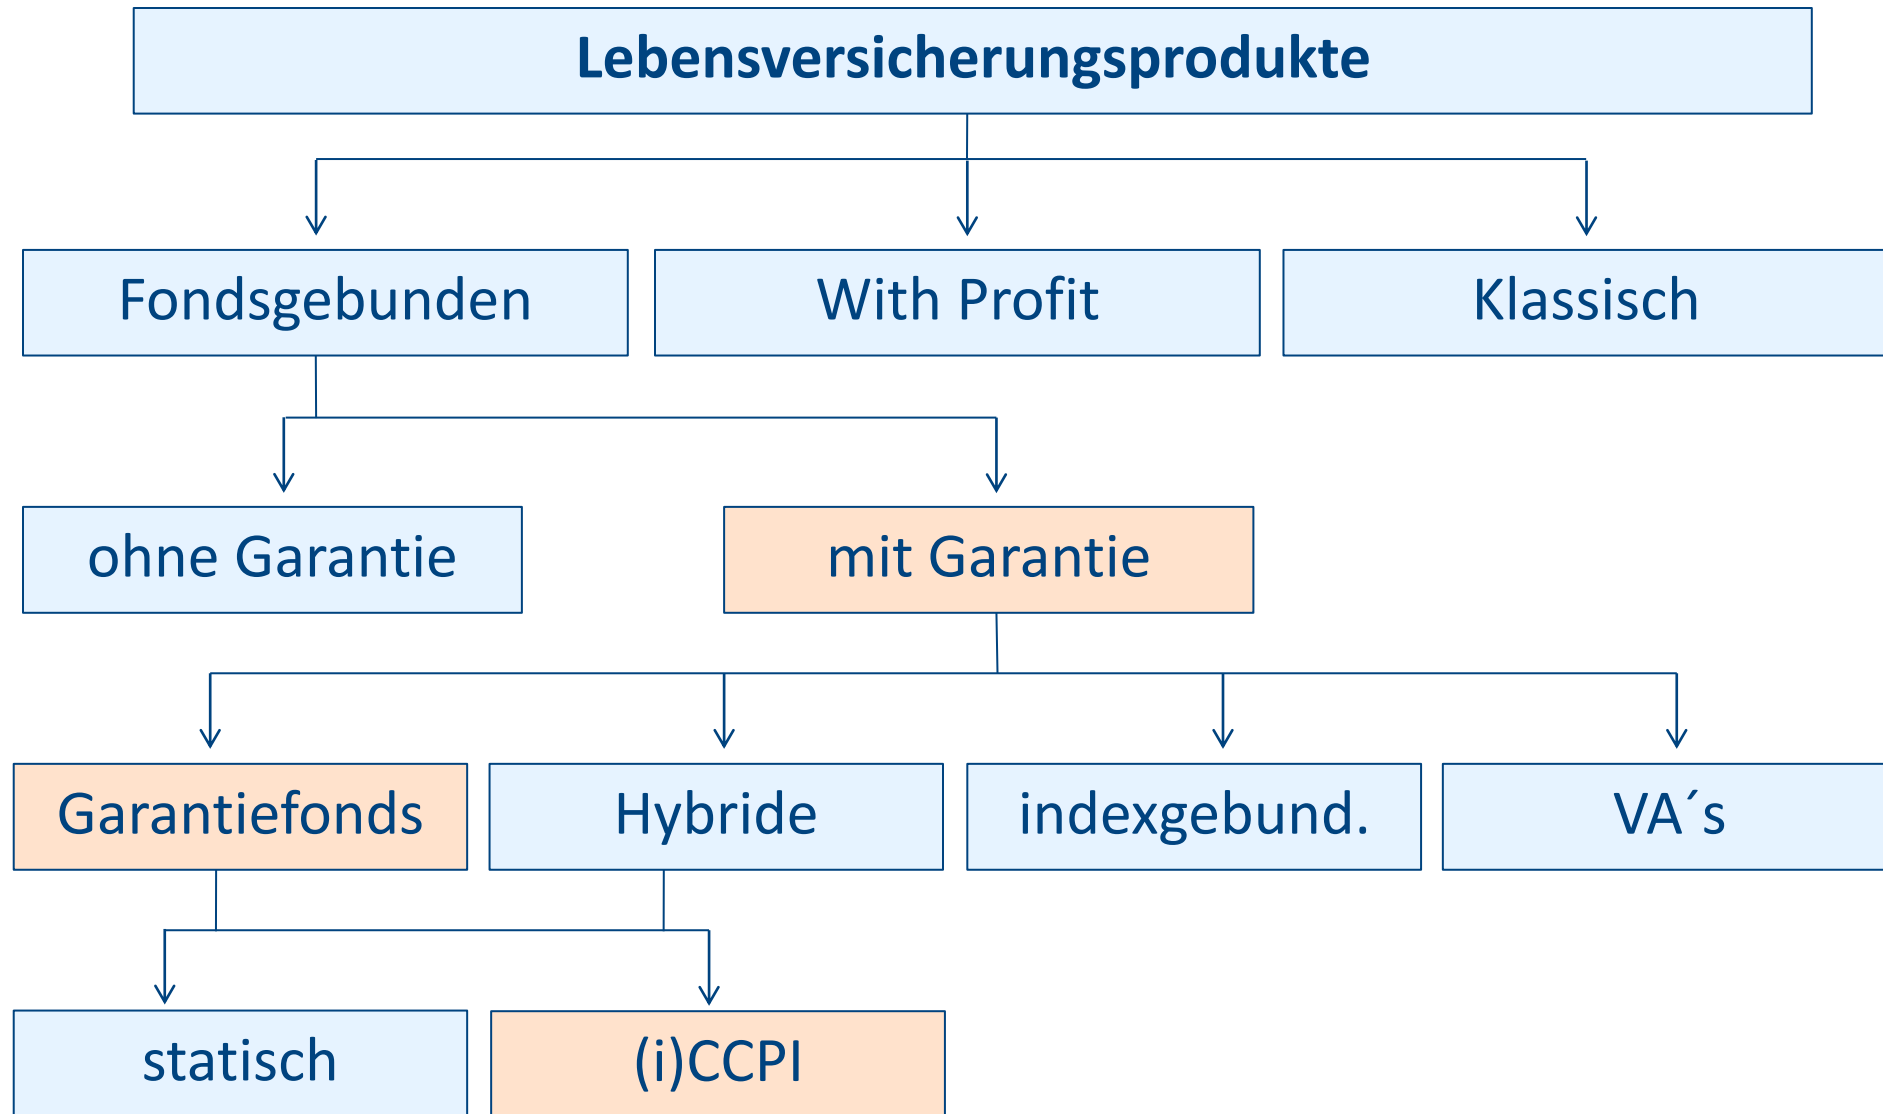 Lebensversicherungsprodukte
Fondsgebunden
With Profit
Klassisch
ohne Garantie
mit Garantie
Garantiefonds
Hybride
indexgebund.
VA´s
statisch
(i)CCPI